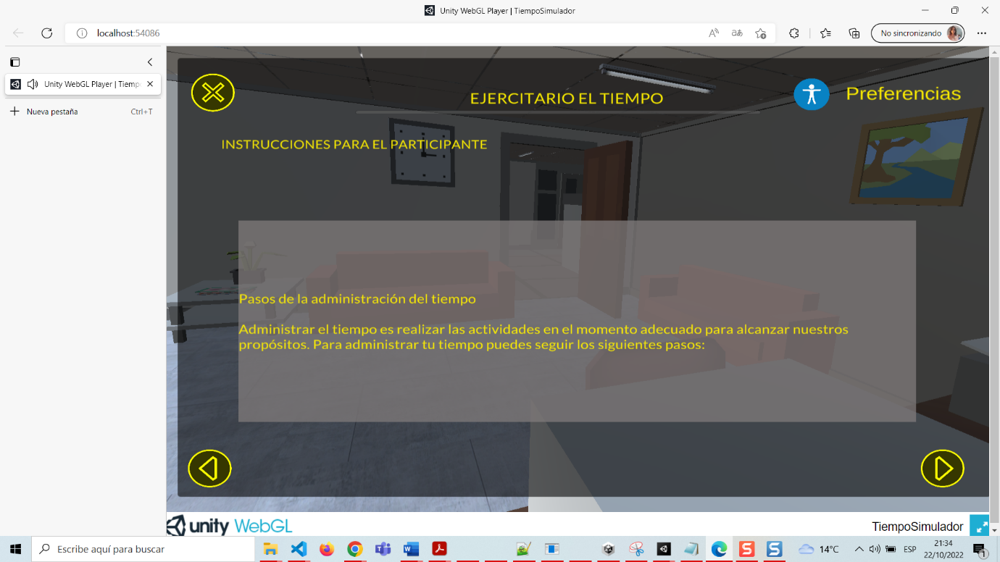 Unity WebGL Player | TiempoSimulador
localhost:54086
No sincronizando
Unity WebGL Player | Tiemp
Nueva pestaña
Ctrl+T
EJERCITARIO EL TIEMPO
Preferencias
INSTRUCCIONES PARA EL PARTICIPANTE
Pasos de la administración del tiempo
Administrar el tiempo es realizar las actividades en el momento adecuado para alcanzar nuestros
propósitos. Para administrar tu tiempo puedes seguir los siguientes pasos:
unity WebGL
TiempoSimulador
Escribe aquí para buscar
14°C
ESP
21:34
22/10/2022
1